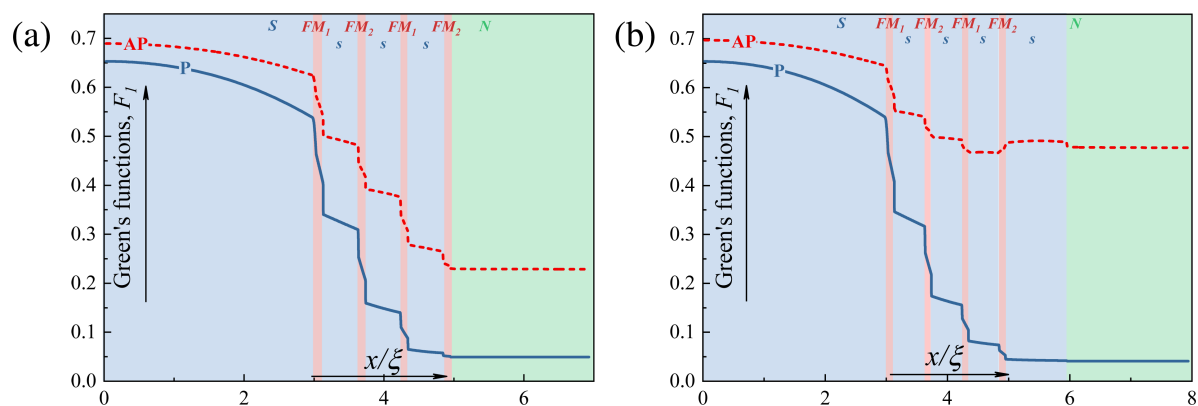 (a)
S FM₁ FM₂ FM₁ FM₂ N
s s s
0.7
0.6
0.5
0.4
0.3
0.2
0.1
0.0
AP
P
Green's functions, F₁
x/ξ
0 2 4 6
(b)
S FM₁ FM₂ FM₁ FM₂ N
s s s s
0.7
0.6
0.5
0.4
0.3
0.2
0.1
0.0
AP
P
Green's functions, F₁
x/ξ
0 2 4 6 8